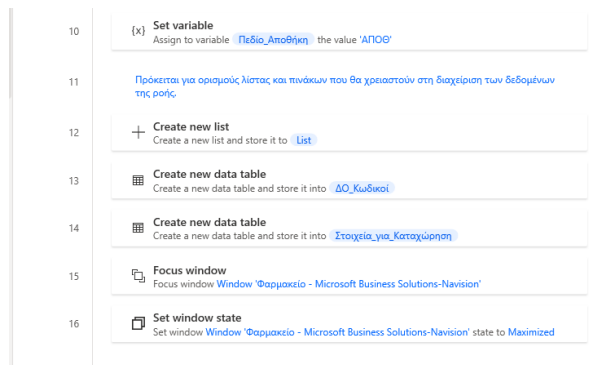 10
{x} Set variable
Assign to variable Πεδίο_Αποθήκη the value 'ΑΠΟΘ'
11
Πρόκειται για ορισμούς λίστας και πινάκων που θα χρειαστούν στη διαχείριση των δεδομένων
της ροής.
12
Create new list
Create a new list and store it to List
13
Create new data table
Create a new data table and store it into ΔΟ_Κωδικοί
14
Create new data table
Create a new data table and store it into Στοιχεία_για_Καταχώρηση
15
Focus window
Focus window Window 'Φαρμακείο - Microsoft Business Solutions-Navision'
16
Set window state
Set window Window 'Φαρμακείο - Microsoft Business Solutions-Navision' state to Maximized